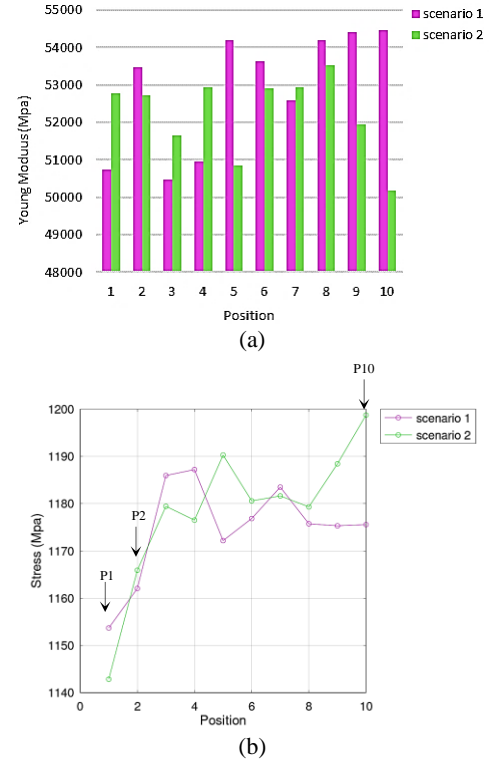 55000
54000
53000
52000
51000
50000
49000
48000
Young Moduus(Mpa)
1 2 3 4 5 6 7 8 9 10
Position
scenario 1
scenario 2
(a)
P10
P2
P1
1200
1190
1180
1170
1160
1150
1140
Stress (Mpa)
0 2 4 6 8 10
Position
scenario 1
scenario 2
(b)